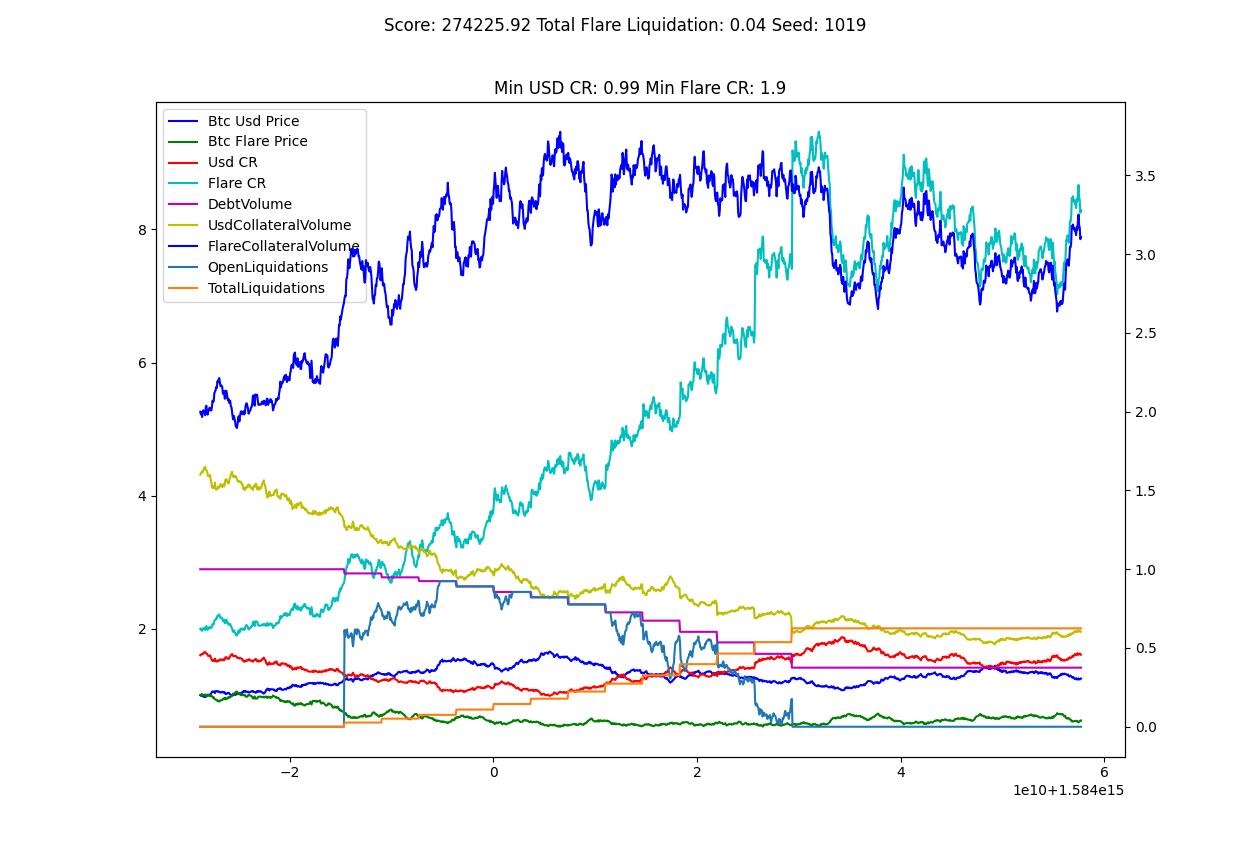 Score: 274225.92 Total Flare Liquidation: 0.04 Seed: 1019
Min USD CR: 0.99 Min Flare CR: 1.9
Btc Usd Price
Btc Flare Price
Usd CR
Flare CR
DebtVolume
UsdCollateralVolume
FlareCollateralVolume
OpenLiquidations
TotalLiquidations
8
6
4
2
3.5
3.0
2.5
2.0
1.5
1.0
0.5
0.0
−2 0 2 4 6
1e10+1.584e15